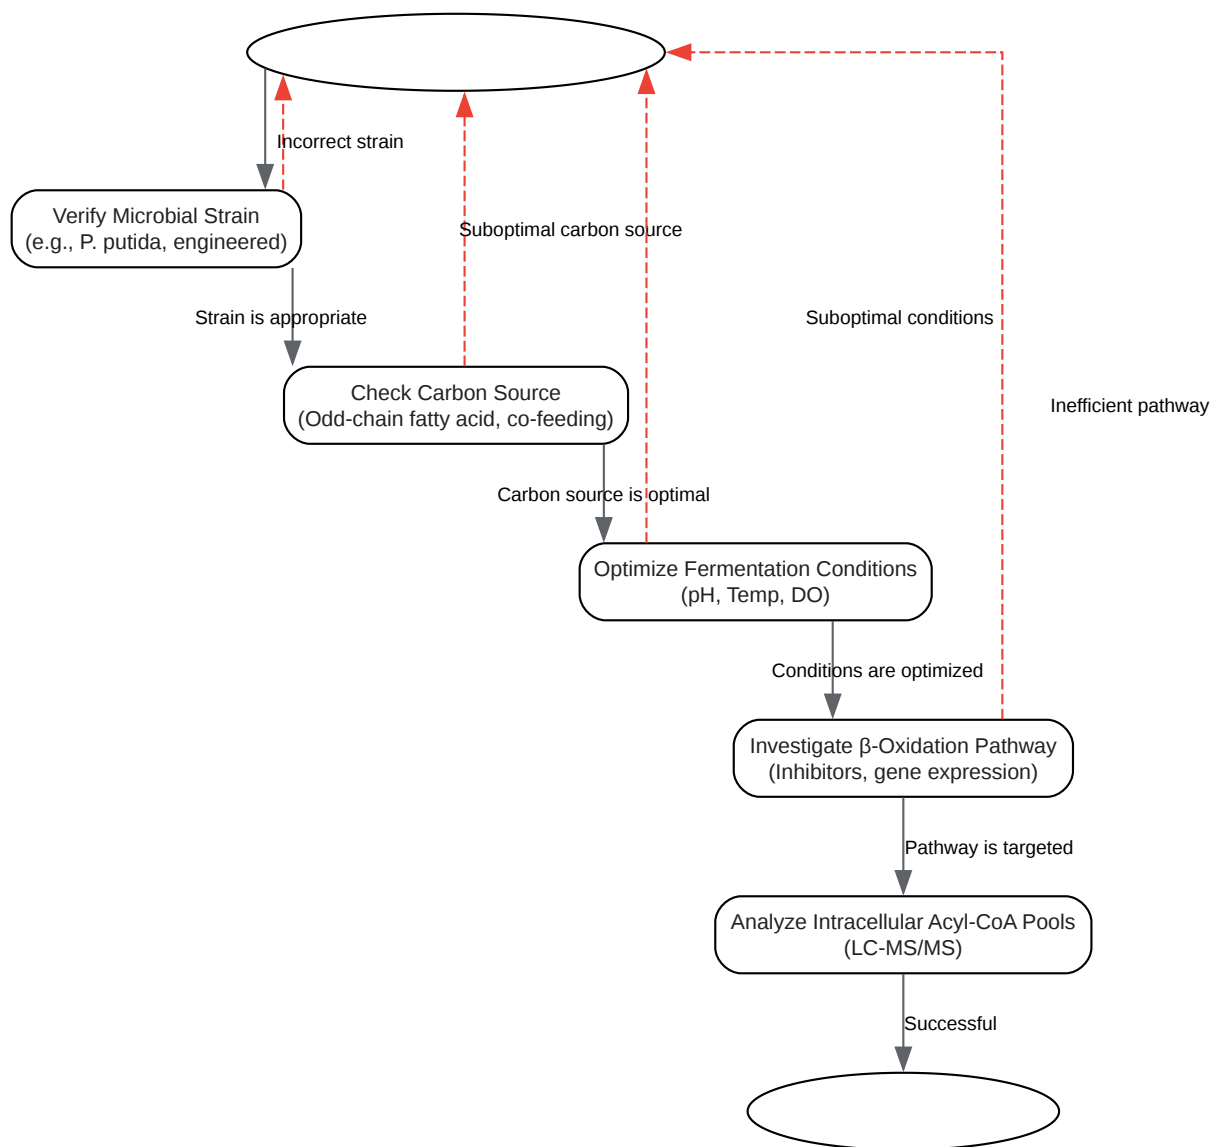 Incorrect strain
Verify Microbial Strain
(e.g., P. putida, engineered)
Suboptimal carbon source
Strain is appropriate
Suboptimal conditions
Check Carbon Source
(Odd-chain fatty acid, co-feeding)
Inefficient pathway
Carbon source is optimal
Optimize Fermentation Conditions
(pH, Temp, DO)
Conditions are optimized
Investigate β-Oxidation Pathway
(Inhibitors, gene expression)
Pathway is targeted
Analyze Intracellular Acyl-CoA Pools
(LC-MS/MS)
Successful